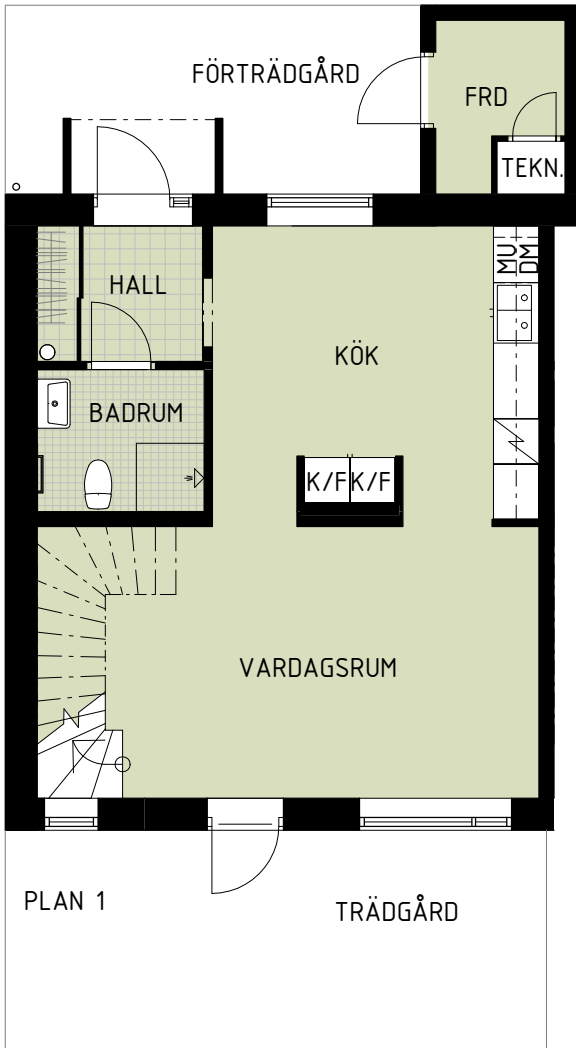 FÖRTRÄDGÅRD
FRD
TEKN.
HALL
MU
DM
KÖK
BADRUM
K/F K/F
VARDAGSRUM
PLAN 1
TRÄDGÅRD